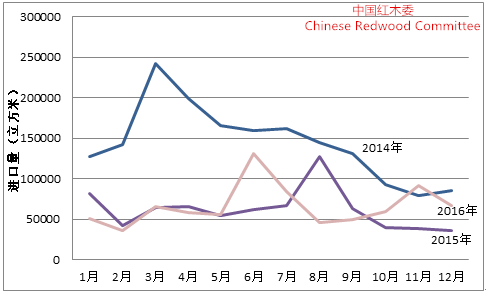 中国红木委
Chinese Redwood Committee
300000
250000
200000
150000
100000
50000
0
进口量（立方米）
2014年
2016年
2015年
1月 2月 3月 4月 5月 6月 7月 8月 9月 10月 11月 12月